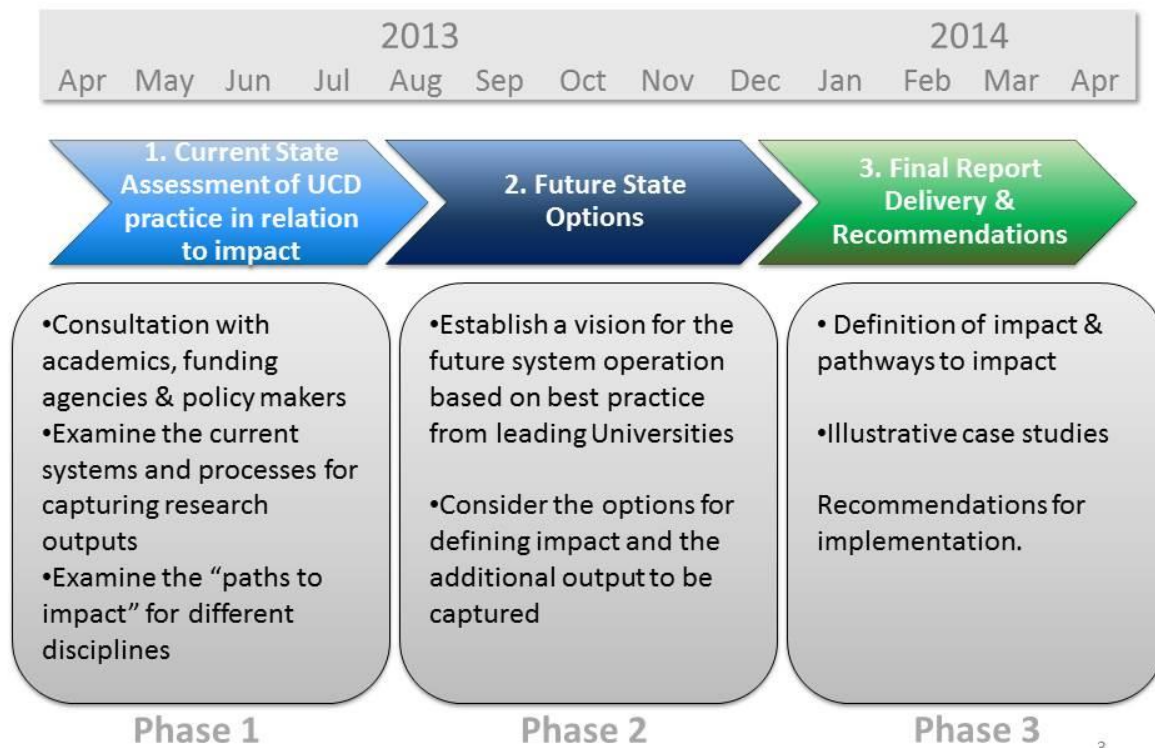 2013
2014
Apr May Jun Jul Aug Sep Oct Nov Dec Jan Feb Mar Apr
1. Current State
Assessment of UCD
practice in relation
to impact
2. Future State
Options
3. Final Report
Delivery &
Recommendations
•Consultation with
academics, funding
agencies & policy makers
•Examine the current
systems and processes for
capturing research
outputs
•Examine the “paths to
impact” for different
disciplines
•Establish a vision for the
future system operation
based on best practice
from leading Universities
•Consider the options for
defining impact and the
additional output to be
captured
• Definition of impact &
pathways to impact
•Illustrative case studies
Recommendations for
implementation.
Phase 1
Phase 2
Phase 3
3